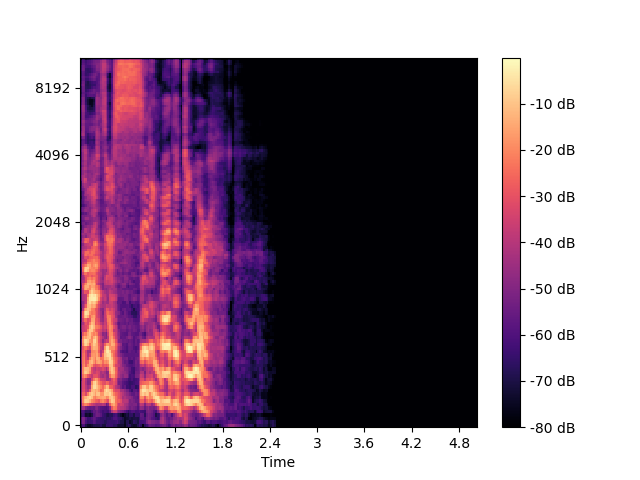 8192
4096
2048
1024
512
0
Hz
0 0.6 1.2 1.8 2.4 3 3.6 4.2 4.8
Time
-10 dB
-20 dB
-30 dB
-40 dB
-50 dB
-60 dB
-70 dB
-80 dB